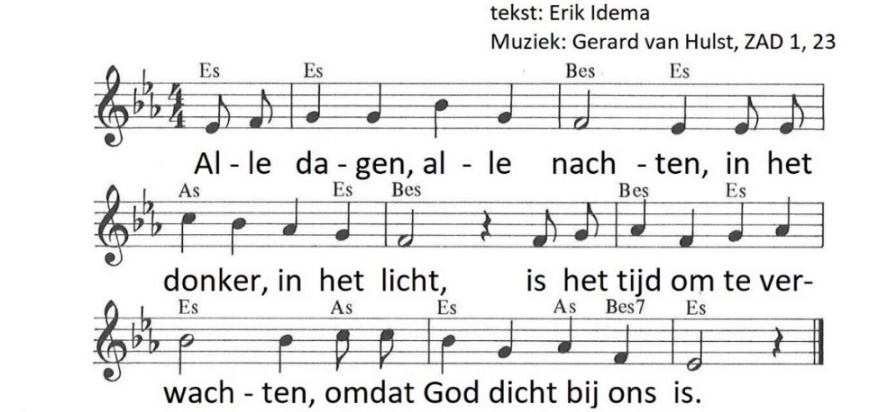 tekst: Erik Idema
Muziek: Gerard van Hulst, ZAD 1, 23
Es Es Bes Es
4
4
Al - le da - gen, al - le nach - ten, in het
As Es Bes Bes Es
donker, in het licht, is het tijd om te ver-
Es As Es As Bes7 Es
wach - ten, omdat God dicht bij ons is.